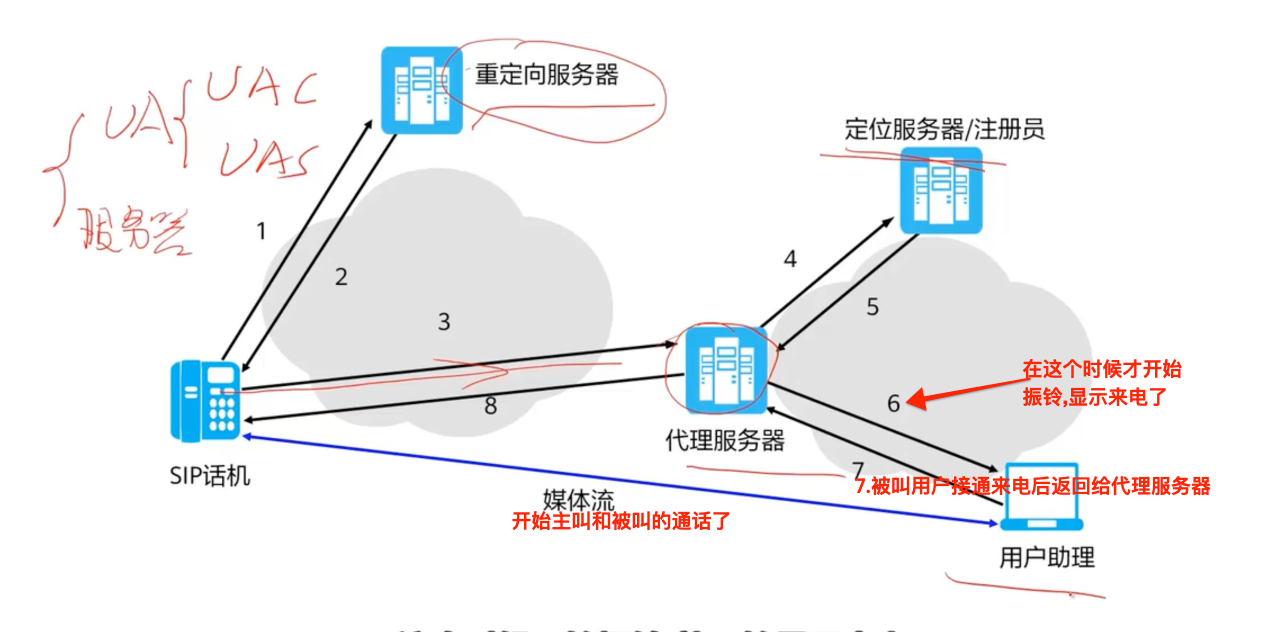 重定向服务器
UA
UAC
UAS
服务器
定位服务器/注册员
1
2
3
4
5
在这个时候才开始
振铃,显示来电了
6
8
代理服务器
7
SIP话机
7.被叫用户接通来电后返回给代理服务器
媒体流
开始主叫和被叫的通话了
用户助理